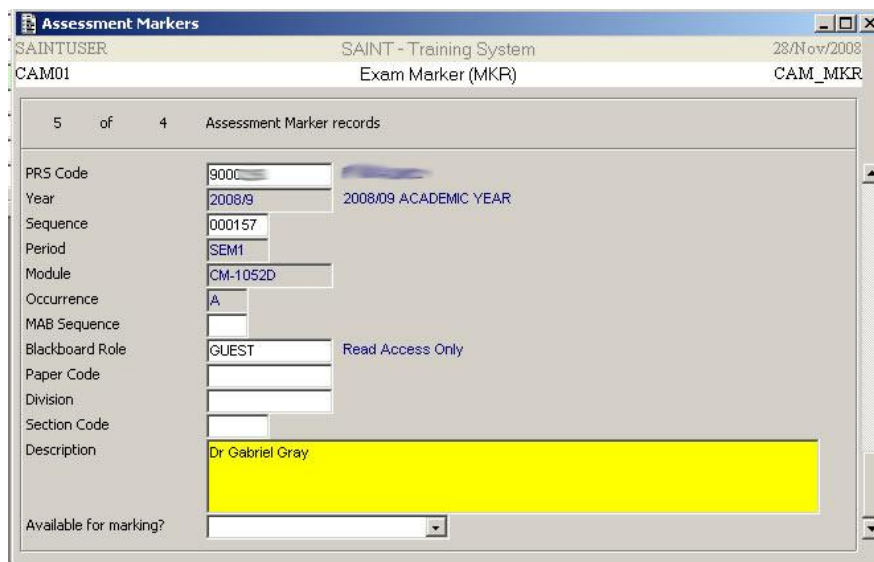 Assessment Markers
SAINTUSER SAINT - Training System 28/Nov/2008
CAM01 Exam Marker (MKR) CAM_MKR
5 of 4 Assessment Marker records
PRS Code
Year 2008/9 2008/09 ACADEMIC YEAR
Sequence 000157
Period SEM1
Module CM-1052D
Occurrence A
MAB Sequence
Blackboard Role GUEST Read Access Only
Paper Code
Division
Section Code
Description Dr Gabriel Gray
Available for marking?